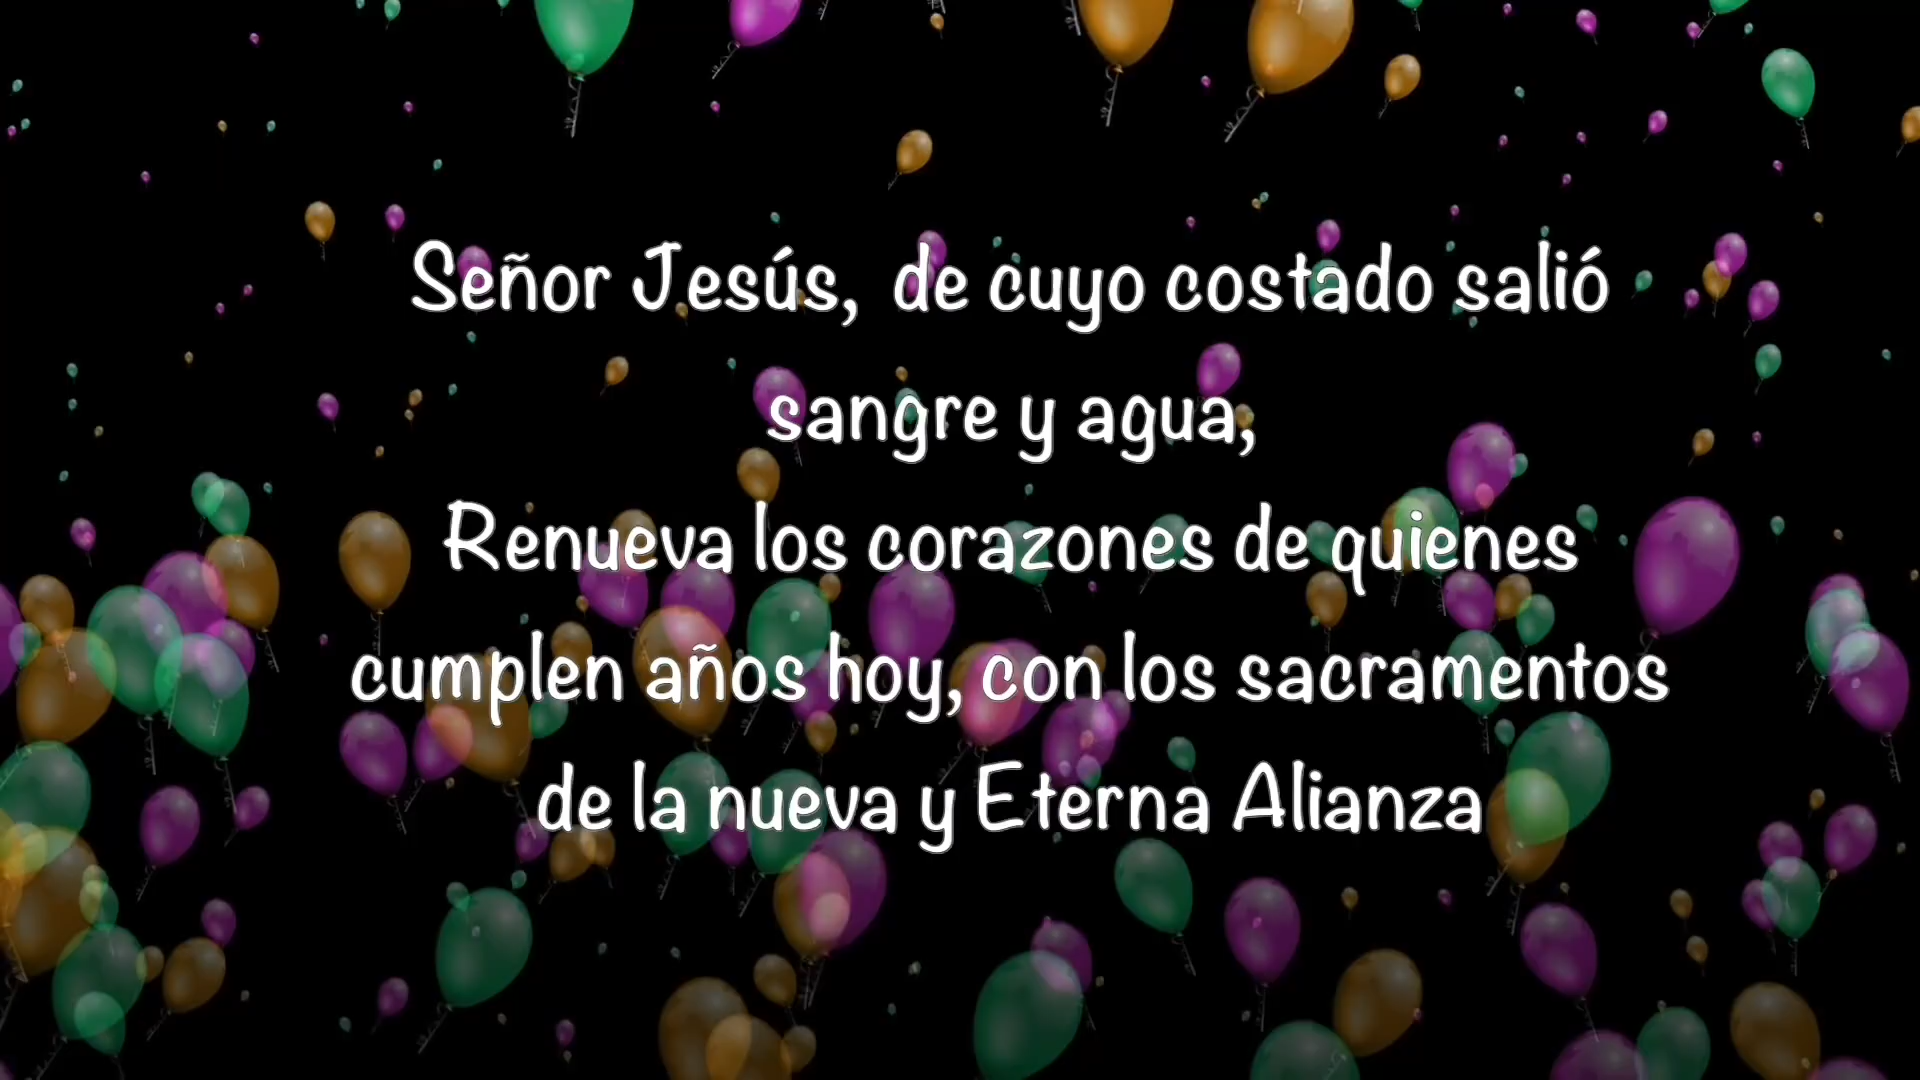 Señor Jesús, de cuyo costado salió
sangre y agua,
Renueva los corazones de quienes
cumplen años hoy, con los sacramentos
de la nueva y Eterna Alianza